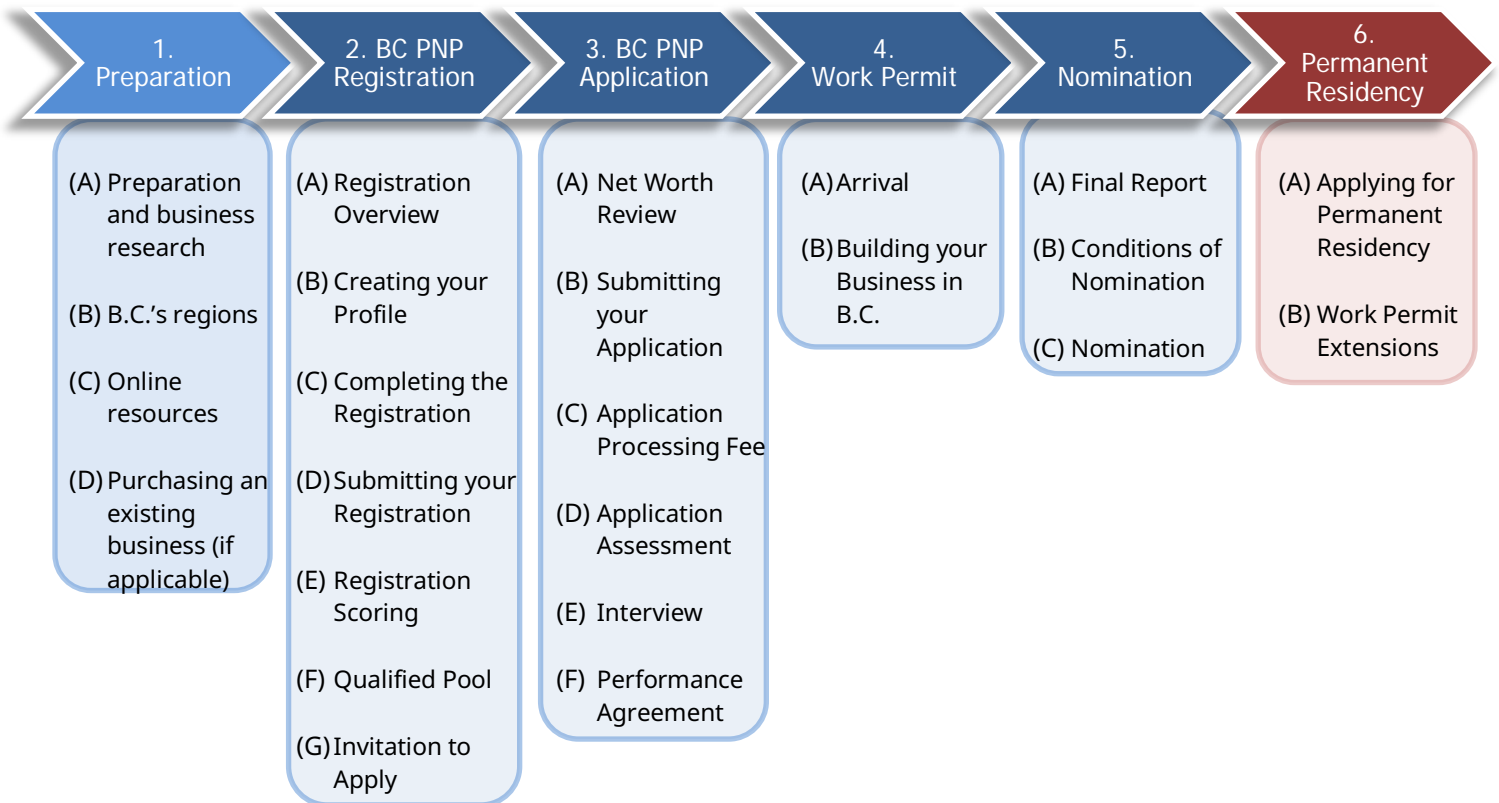 1.
Preparation
2. BC PNP
Registration
3. BC PNP
Application
4.
Work Permit
5.
Nomination
6.
Permanent
Residency
(A) Preparation
and business
research
(B) B.C.’s regions
(C) Online
resources
(D) Purchasing an
existing
business (if
applicable)
(A) Registration
Overview
(B) Creating your
Profile
(C) Completing the
Registration
(D) Submitting your
Registration
(E) Registration
Scoring
(F) Qualified Pool
(G) Invitation to
Apply
(A) Net Worth
Review
(B) Submitting
your
Application
(C) Application
Processing Fee
(D) Application
Assessment
(E) Interview
(F) Performance
Agreement
(A) Arrival
(B) Building your
Business in
B.C.
(A) Final Report
(B) Conditions of
Nomination
(C) Nomination
(A) Applying for
Permanent
Residency
(B) Work Permit
Extensions